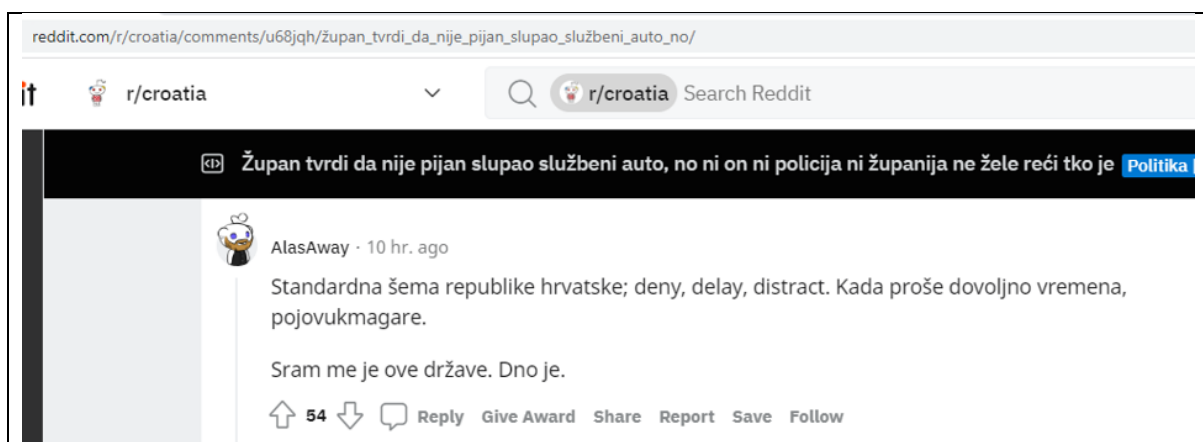 reddit.com/r/croatia/comments/u68jqh/župan_tvrdi_da_nije_pijan_slupao_službeni_auto_no/
it r/croatia r/croatia Search Reddit
Župan tvrdi da nije pijan slupao službeni auto, no ni on ni policija ni županija ne žele reći tko je Politika
AlasAway · 10 hr. ago
Standardna šema republike hrvatske; deny, delay, distract. Kada proše dovoljno vremena,
pojovukmagare.
Sram me je ove države. Dno je.
54 Reply Give Award Share Report Save Follow